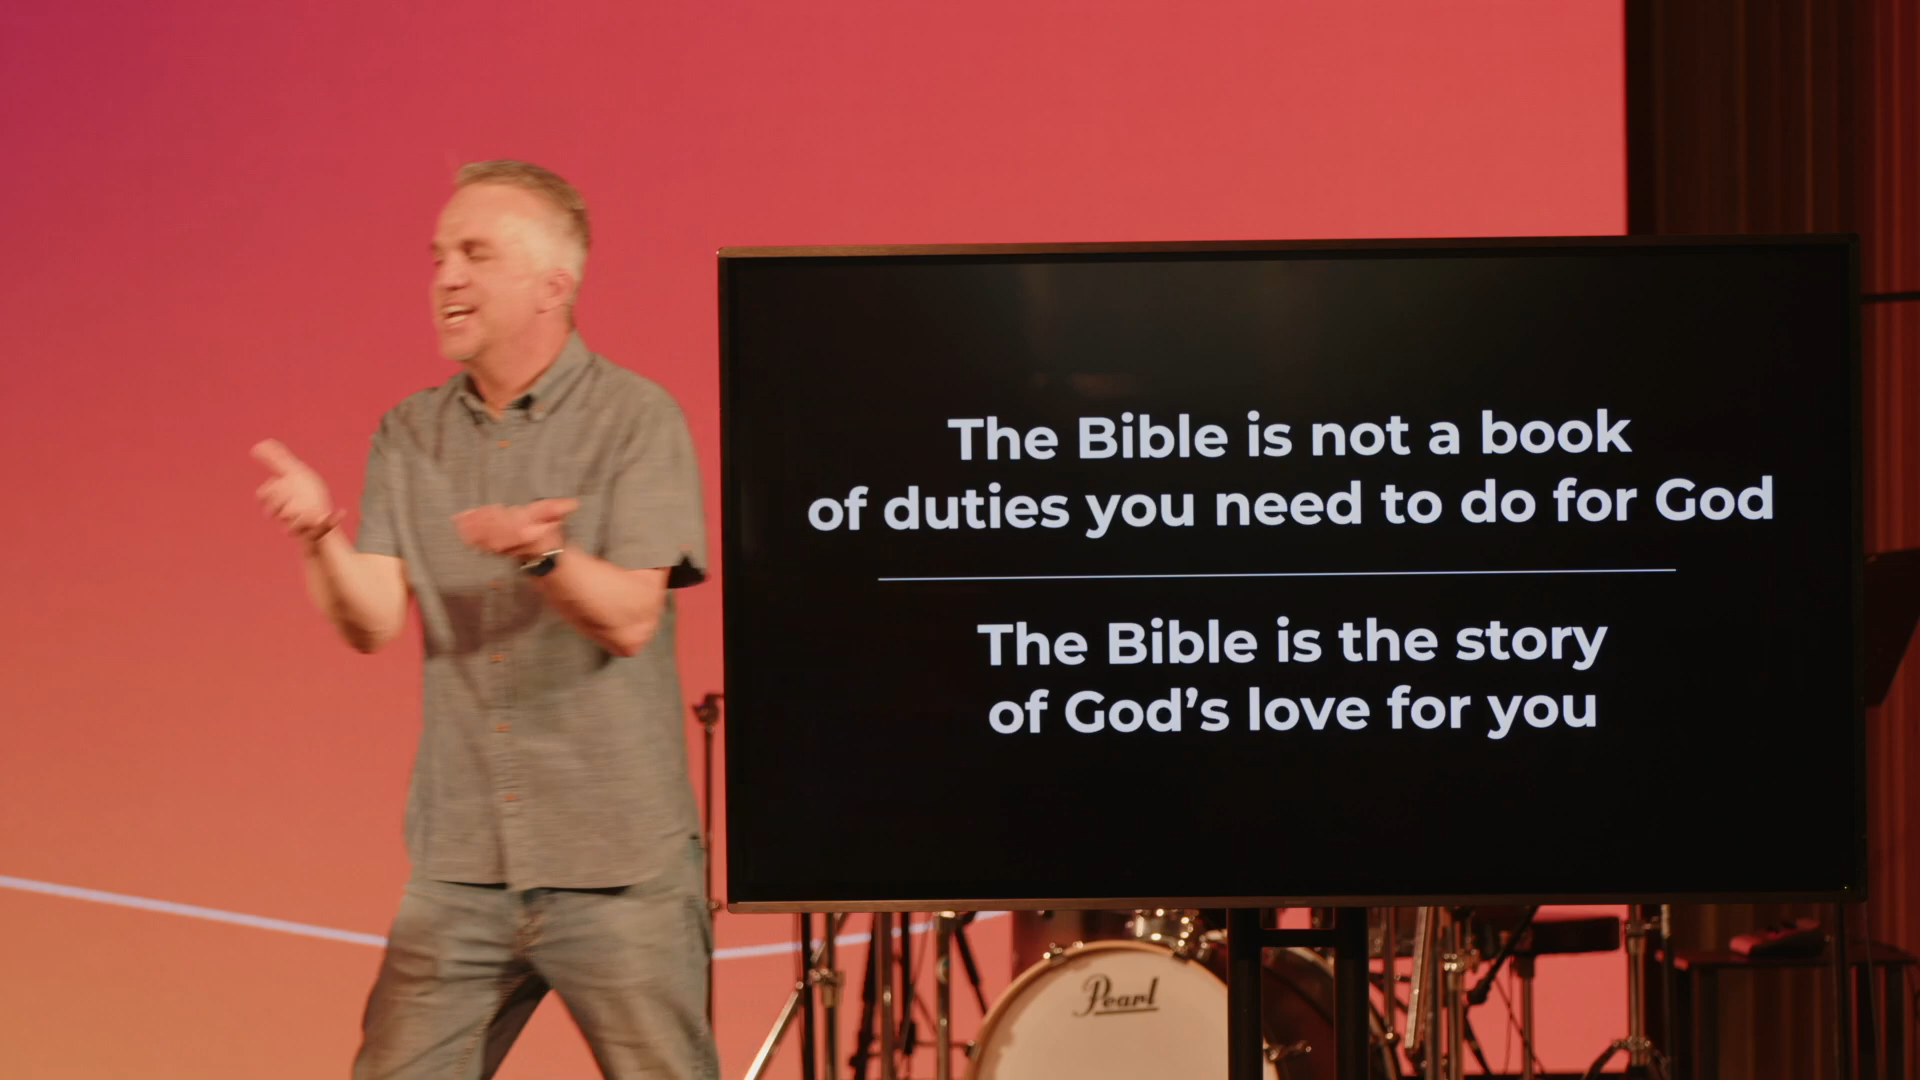 The Bible is not a book
of duties you need to do for God
The Bible is the story
of God’s love for you
Pearl